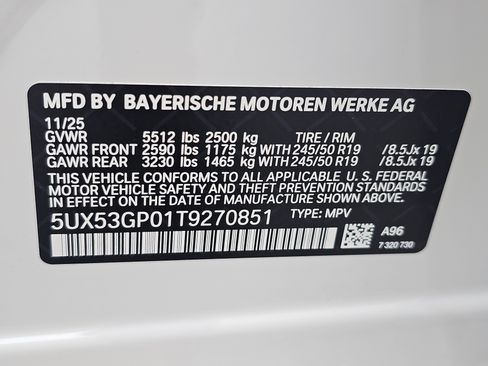 MFD BY BAYERISCHE MOTOREN WERKE AG
11/25
GVWR 5512 lbs 2500 kg TIRE / RIM
GAWR FRONT 2590 lbs 1175 kg WITH 245/50 R19 /8.5Jx 19
GAWR REAR 3230 lbs 1465 kg WITH 245/50 R19 /8.5Jx 19
THIS VEHICLE CONFORMS TO ALL APPLICABLE U.S. FEDERAL
MOTOR VEHICLE SAFETY AND THEFT PREVENTION STANDARDS
IN EFFECT ON THE DATE OF MANUFACTURE SHOWN ABOVE.
5UX53GP01T9270851 TYPE: MPV
A96
7 320 730